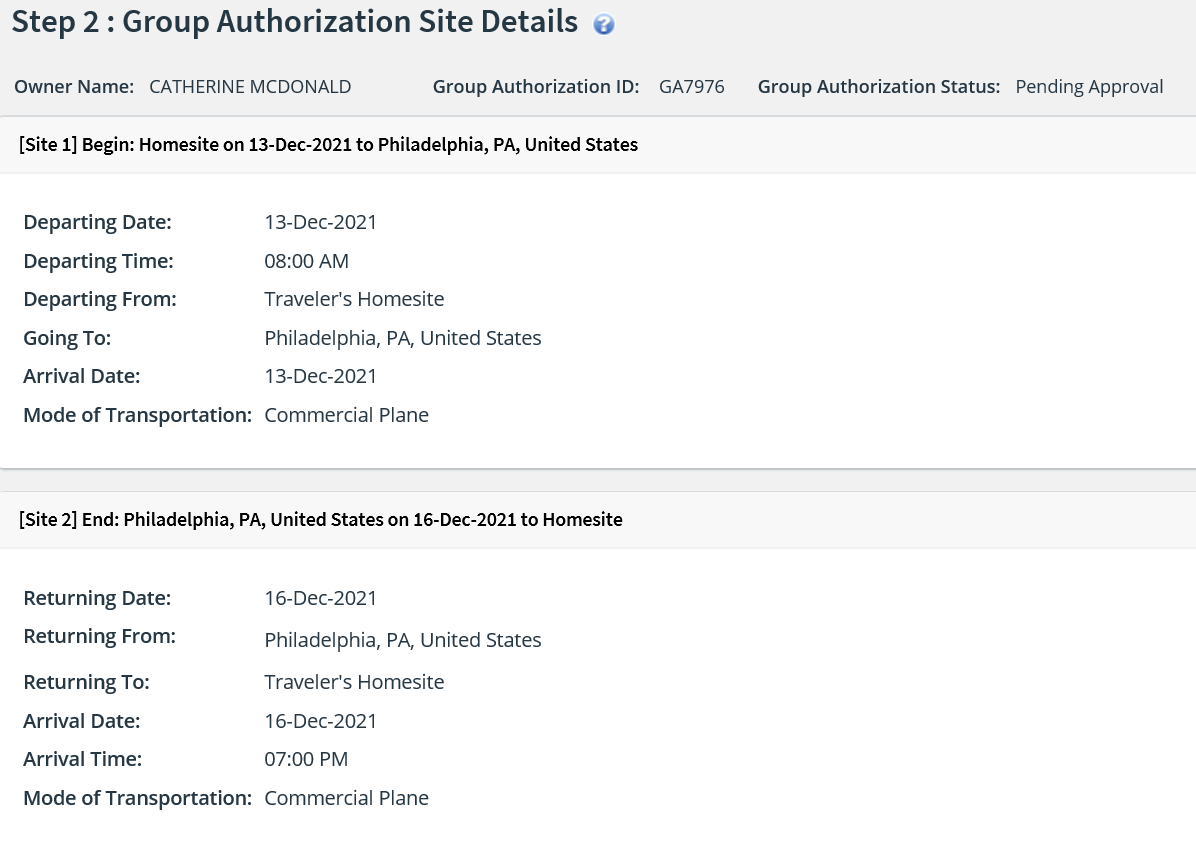 Step 2 : Group Authorization Site Details ?
Owner Name: CATHERINE MCDONALD Group Authorization ID: GA7976 Group Authorization Status: Pending Approval
[Site 1] Begin: Homesite on 13-Dec-2021 to Philadelphia, PA, United States
Departing Date: 13-Dec-2021
Departing Time: 08:00 AM
Departing From: Traveler's Homesite
Going To: Philadelphia, PA, United States
Arrival Date: 13-Dec-2021
Mode of Transportation: Commercial Plane
[Site 2] End: Philadelphia, PA, United States on 16-Dec-2021 to Homesite
Returning Date: 16-Dec-2021
Returning From: Philadelphia, PA, United States
Returning To: Traveler's Homesite
Arrival Date: 16-Dec-2021
Arrival Time: 07:00 PM
Mode of Transportation: Commercial Plane